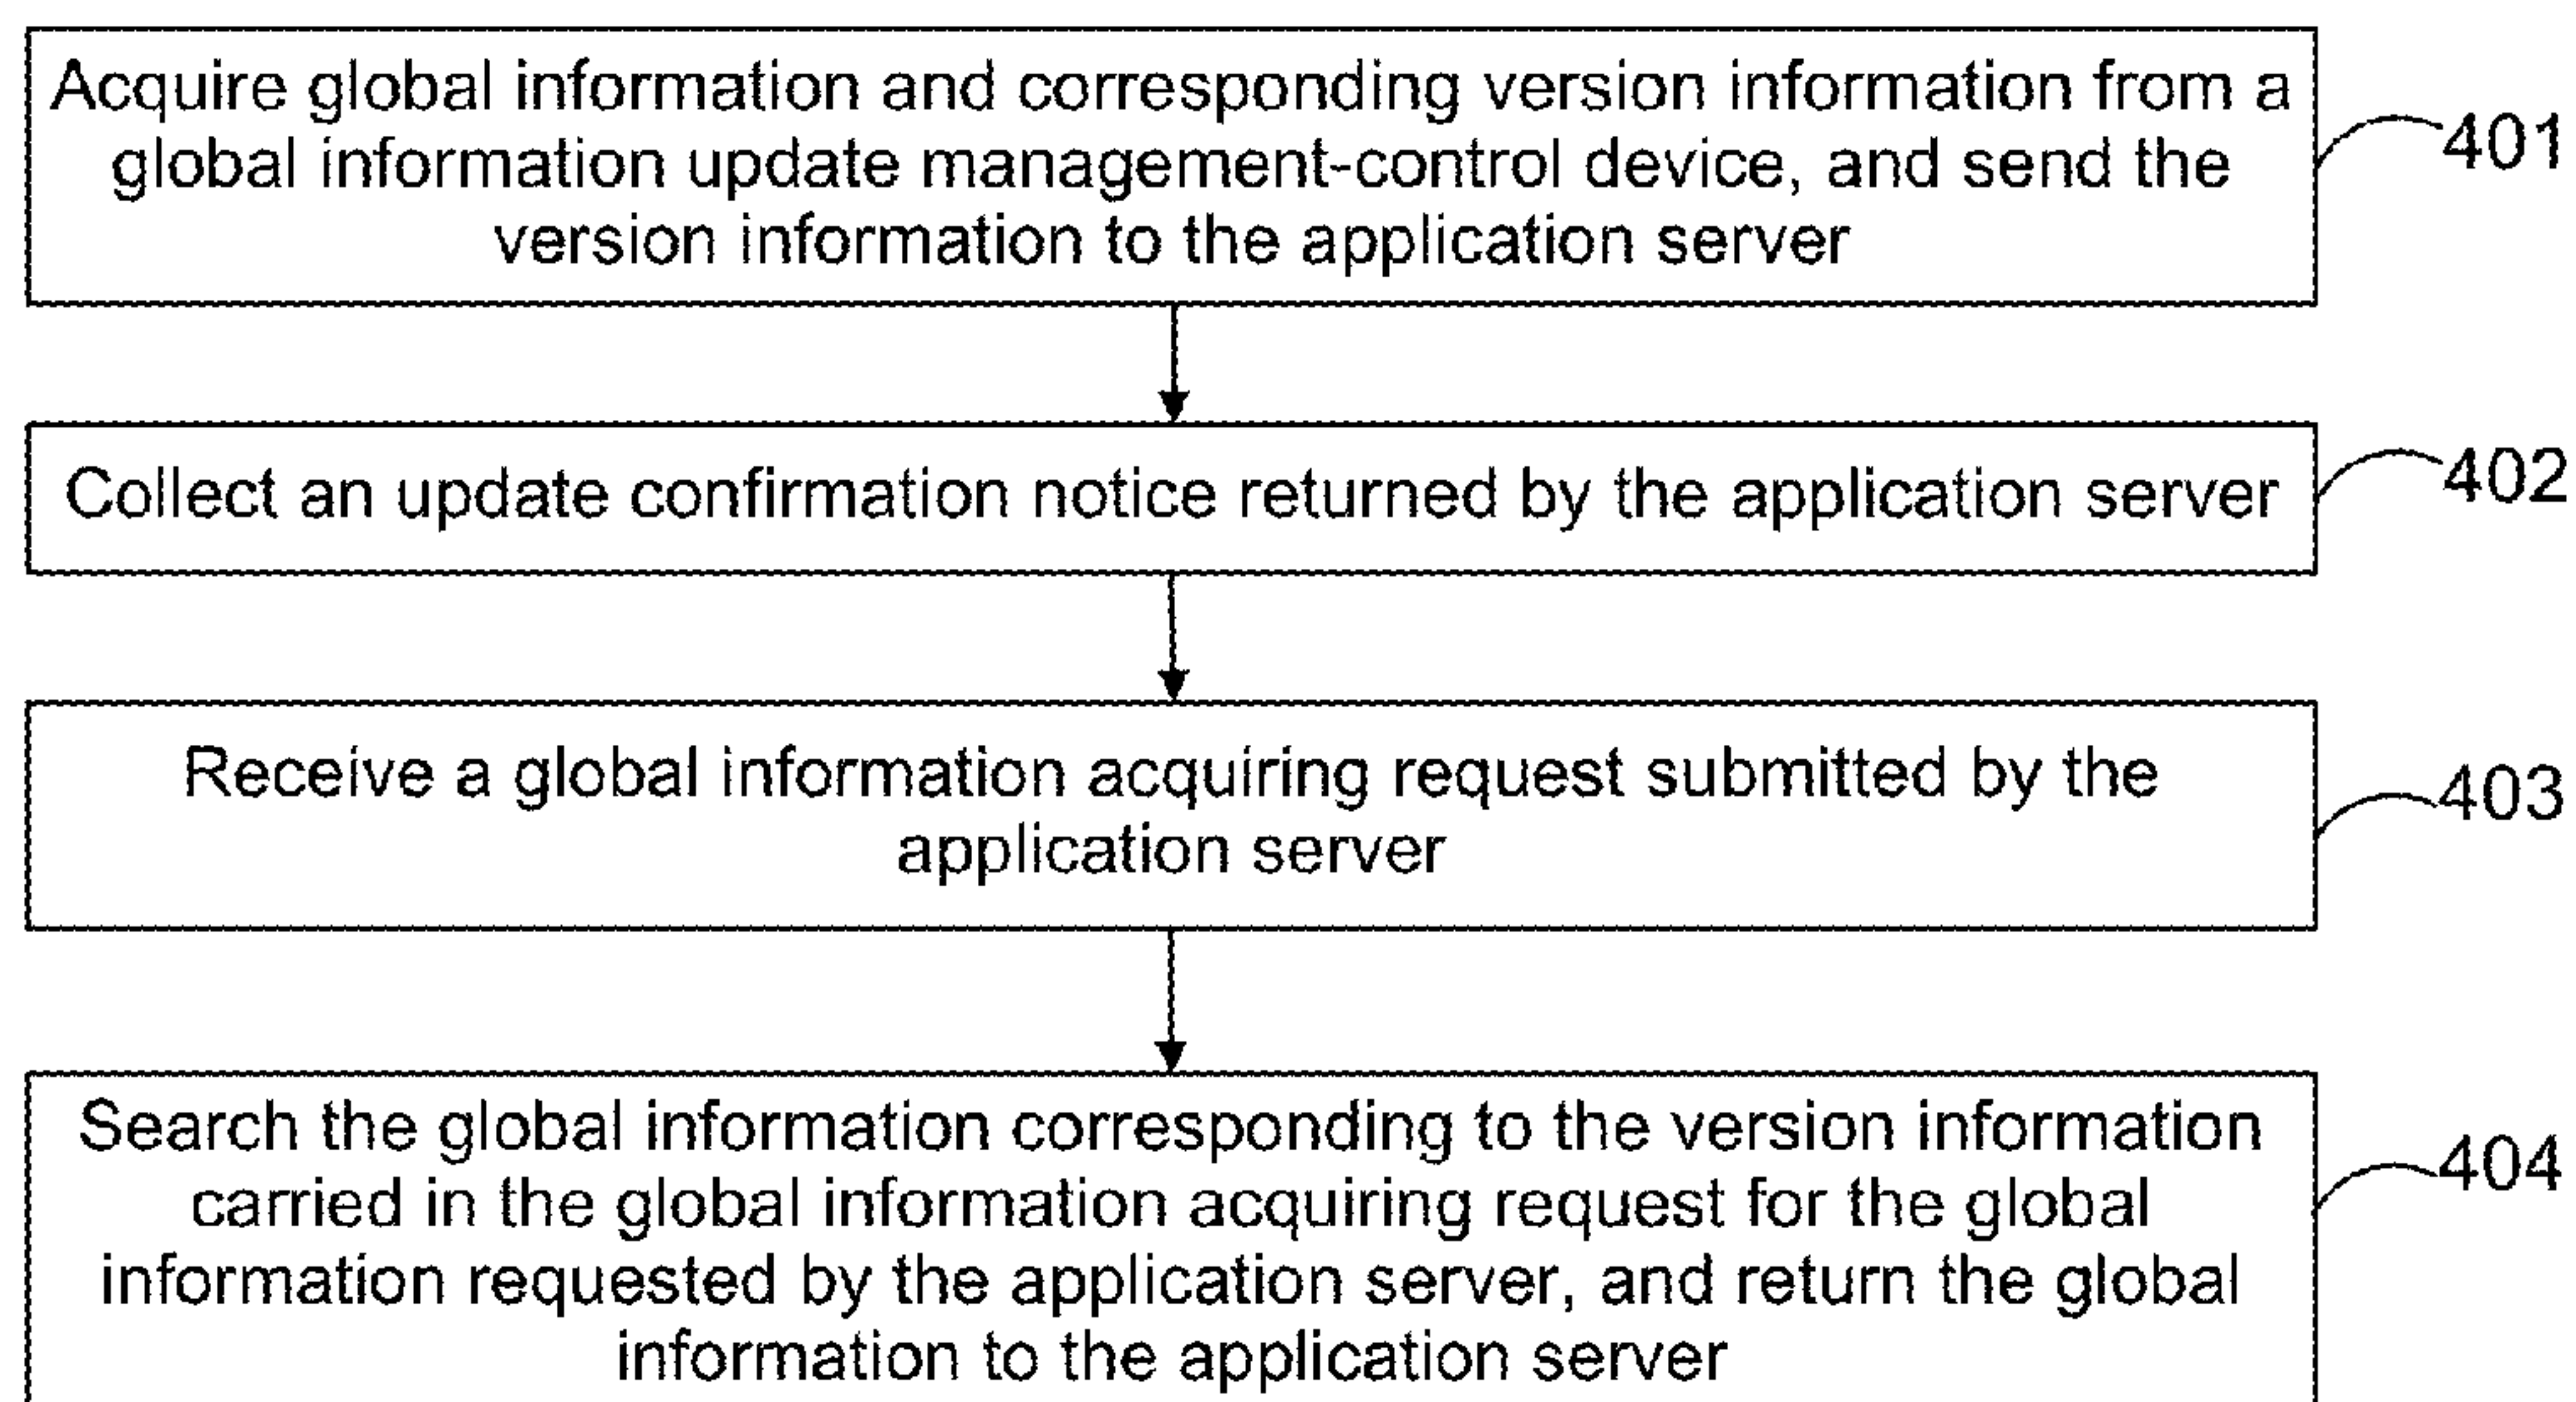 Acquire global information and corresponding version information from a
global information update management-control device, and send the
version information to the application server
401
Collect an update confirmation notice returned by the application server
402
Receive a global information acquiring request submitted by the
application server
403
Search the global information corresponding to the version information
carried in the global information acquiring request for the global
information requested by the application server, and return the global
information to the application server
404